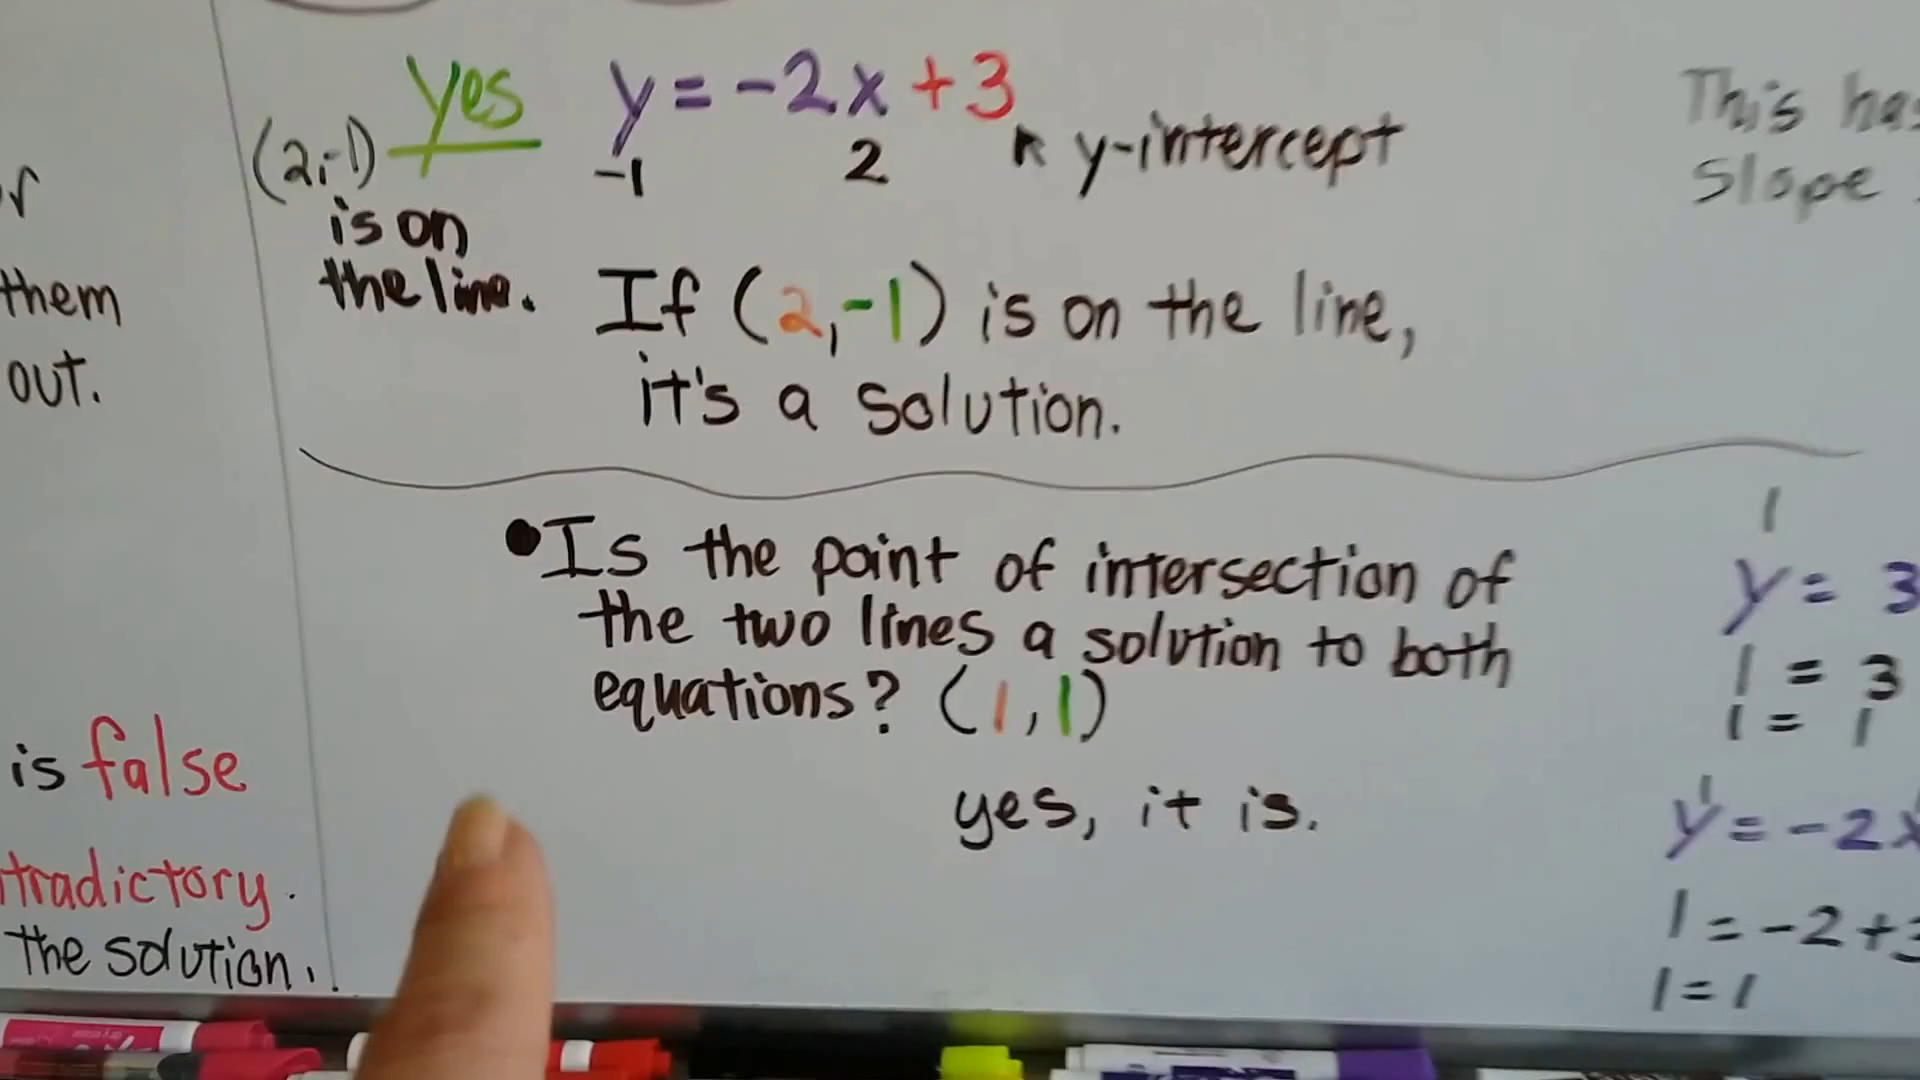 yes y = -2x + 3
(2,-1) -1 2 y-intercept
is on
the line.
If (2,-1) is on the line,
it's a solution.
This has
Slope
them
out.
• Is the point of intersection of
the two lines a solution to both
equations? (1,1)
yes, it is.
1
y = 3
1 = 3
1 = 1
1
y = -2x
1 = -2 + 3
1 = 1
is false
tradictory.
the solution.